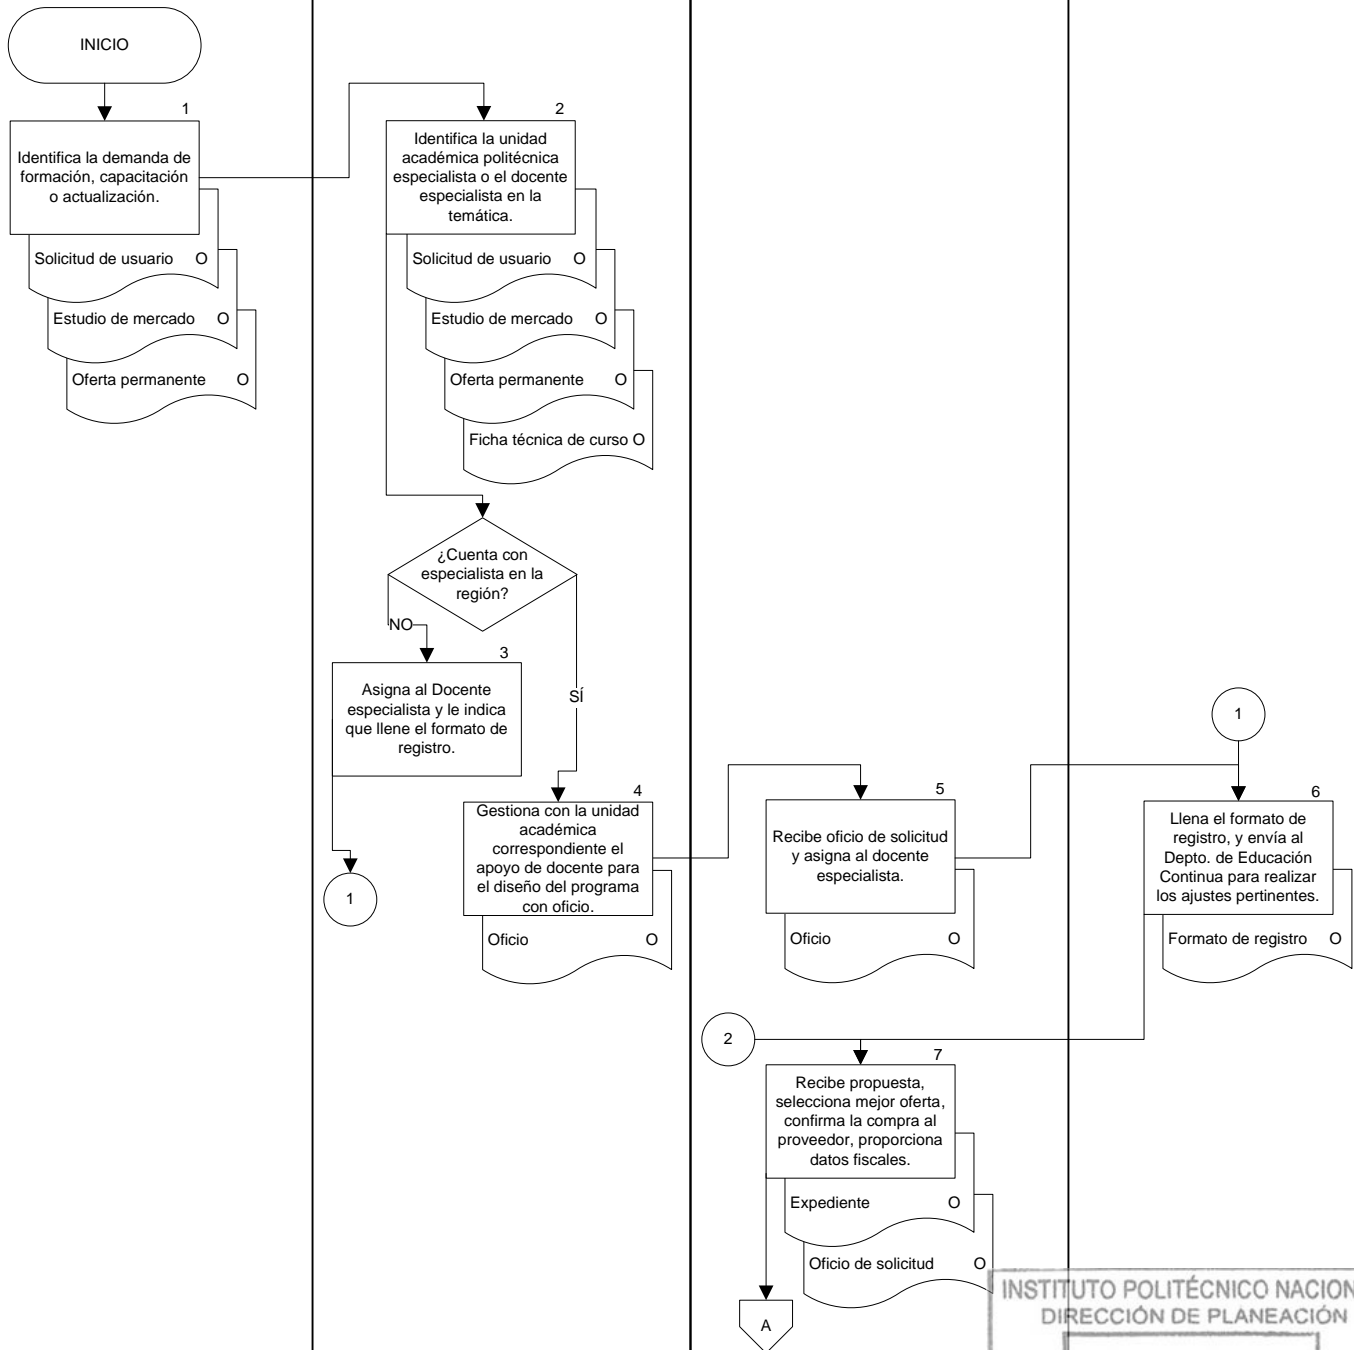 INICIO
1
Identifica la demanda de
formación, capacitación
o actualización.
Solicitud de usuario O
Estudio de mercado O
Oferta permanente O
2
Identifica la unidad
académica politécnica
especialista o el docente
especialista en la
temática.
Solicitud de usuario O
Estudio de mercado O
Oferta permanente O
Ficha técnica de curso O
¿Cuenta con
especialista en la
región?
NO
SÍ
3
Asigna al Docente
especialista y le indica
que llene el formato de
registro.
1
4
Gestiona con la unidad
académica
correspondiente el
apoyo de docente para
el diseño del programa
con oficio.
Oficio O
5
Recibe oficio de solicitud
y asigna al docente
especialista.
Oficio O
1
6
Llena el formato de
registro, y envía al
Depto. de Educación
Continua para realizar
los ajustes pertinentes.
Formato de registro O
2
7
Recibe propuesta,
selecciona mejor oferta,
confirma la compra al
proveedor, proporciona
datos fiscales.
Expediente O
Oficio de solicitud O
A
INSTITUTO POLITÉCNICO NACION
DIRECCIÓN DE PLANEACIÓN